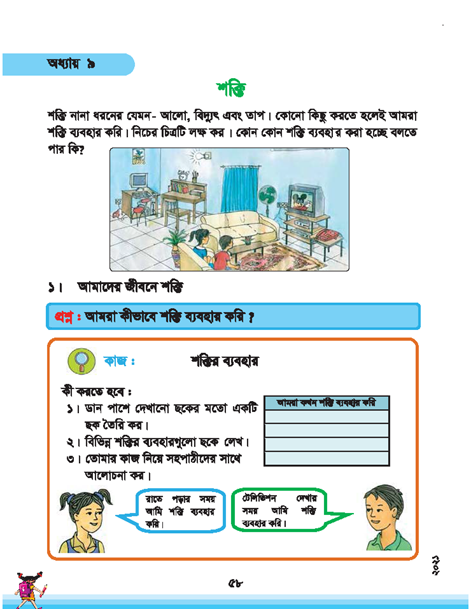 অধ্যায় ৯
শক্তি
শক্তি নানা ধরনের যেমন- আলো, বিদ্যুৎ এবং তাপ। কোনো কিছু করতে হলেই আমরা
শক্তি ব্যবহার করি। নিচের চিত্রটি লক্ষ কর। কোন কোন শক্তি ব্যবহার করা হচ্ছে বলতে
পার কি?
১। আমাদের জীবনে শক্তি
প্রশ্ন : আমরা কীভাবে শক্তি ব্যবহার করি ?
কাজ : শক্তির ব্যবহার
কী করতে হবে :
১। ডান পাশে দেখানো ছকের মতো একটি
ছক তৈরি কর।
২। বিভিন্ন শক্তির ব্যবহারগুলো ছকে লেখ।
৩। তোমার কাজ নিয়ে সহপাঠীদের সাথে
আলোচনা কর।
আমরা কখন শক্তি ব্যবহার করি
রাতে পড়ার সময়
আমি শক্তি ব্যবহার
করি।
টেলিভিশন দেখার
সময় আমি শক্তি
ব্যবহার করি।
৫৮